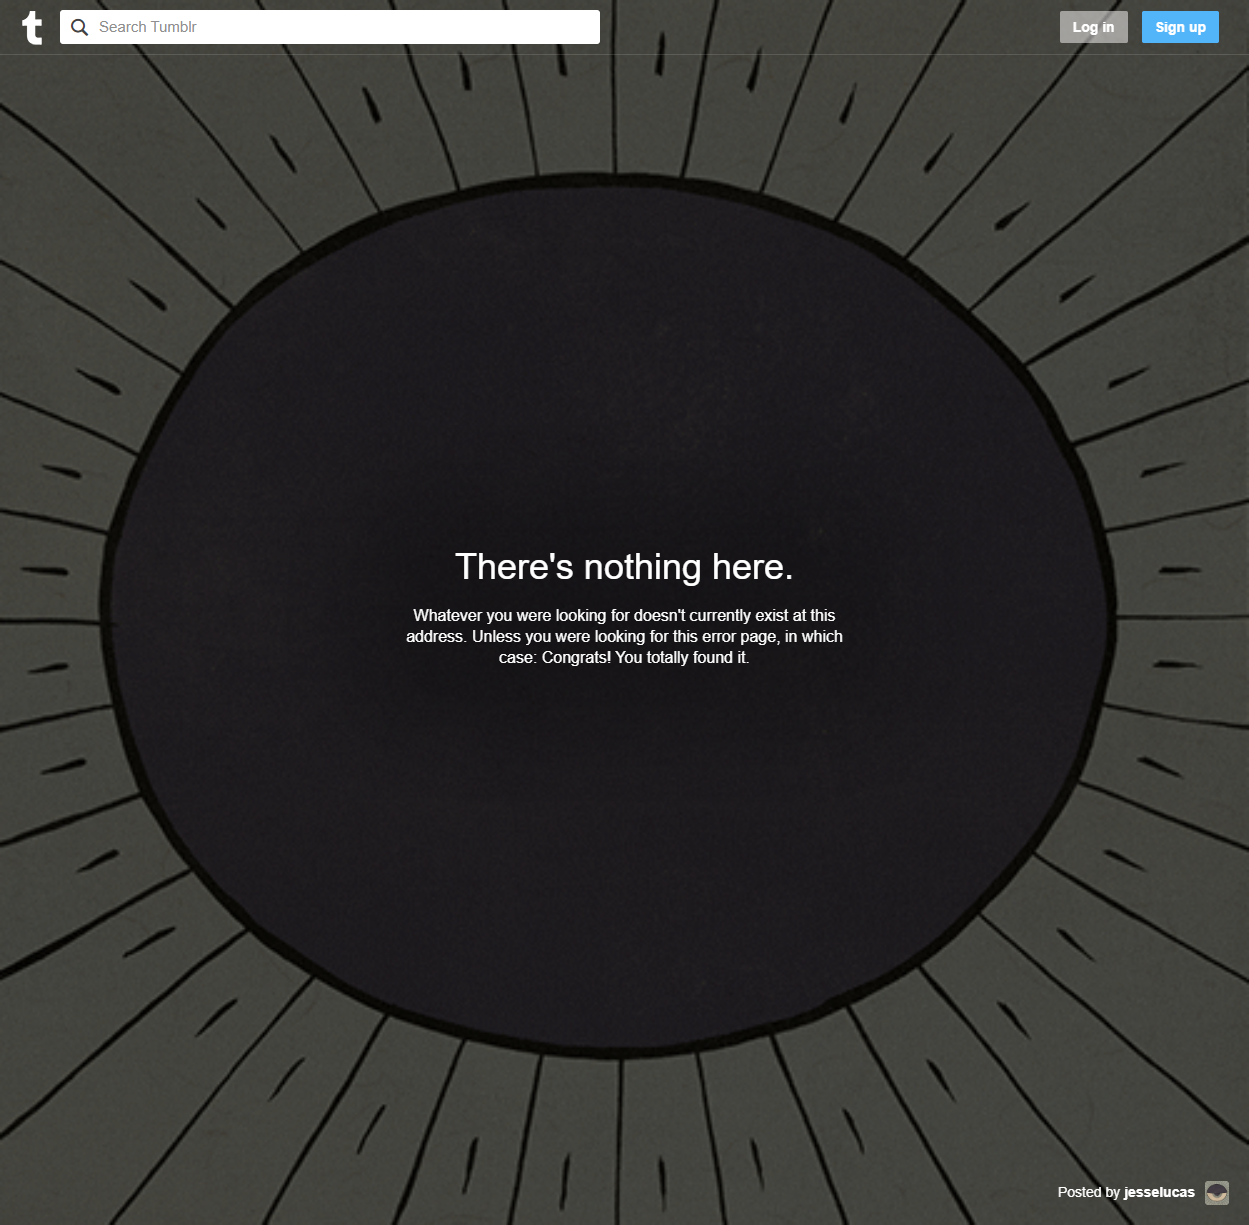 t
Search Tumblr
Log in
Sign up
There's nothing here.
Whatever you were looking for doesn't currently exist at this
address. Unless you were looking for this error page, in which
case: Congrats! You totally found it.
Posted by jesselucas